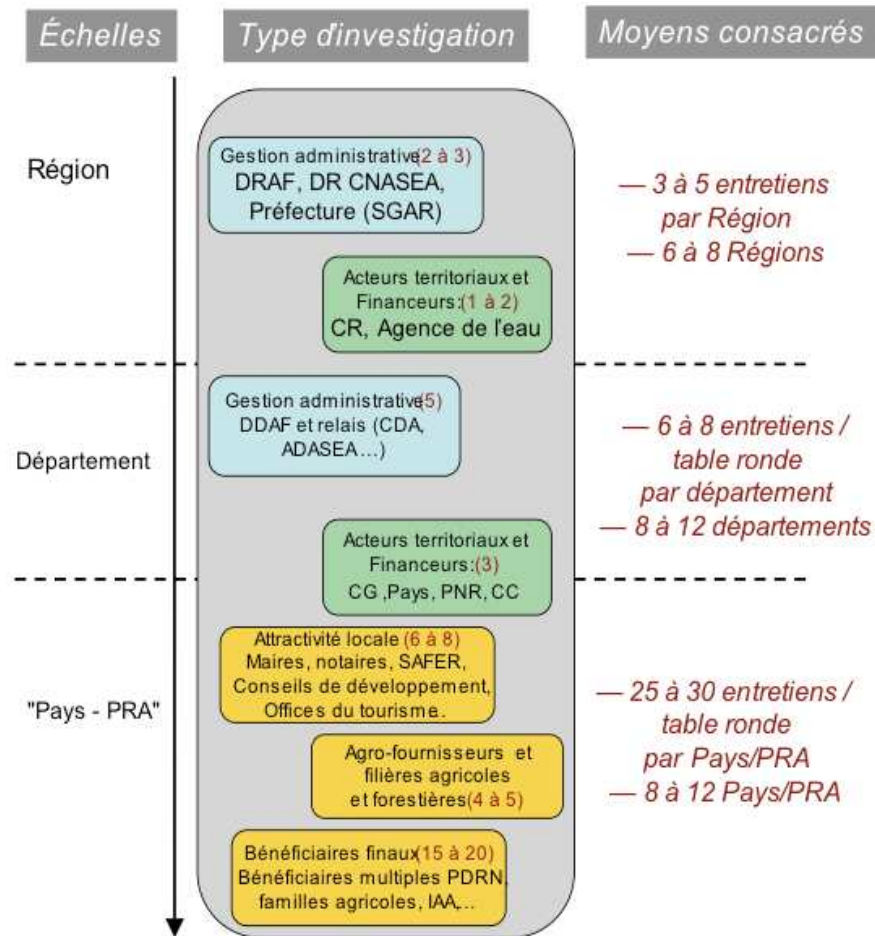 Échelles
Type d'investigation
Moyens consacrés
Région
Gestion administrative (2 à 3)
DRAF, DR CNASEA,
Préfecture (SGAR)
Acteurs territoriaux et
Financeurs: (1 à 2)
CR, Agence de l'eau
— 3 à 5 entretiens
par Région
— 6 à 8 Régions
Département
Gestion administrative (5)
DDAF et relais (CDA,
ADASEA ...)
Acteurs territoriaux et
Financeurs: (3)
CG ,Pays, PNR, CC
— 6 à 8 entretiens /
table ronde
par département
— 8 à 12 départements
"Pays - PRA"
Attractivité locale (6 à 8)
Maires, notaires, SAFER,
Conseils de développement,
Offices du tourisme.
Agro-fournisseurs et
filières agricoles
et forestières (4 à 5)
Bénéficiaires finaux (15 à 20)
Bénéficiaires multiples PDRN,
familles agricoles, IAA,...
— 25 à 30 entretiens /
table ronde
par Pays/PRA
— 8 à 12 Pays/PRA